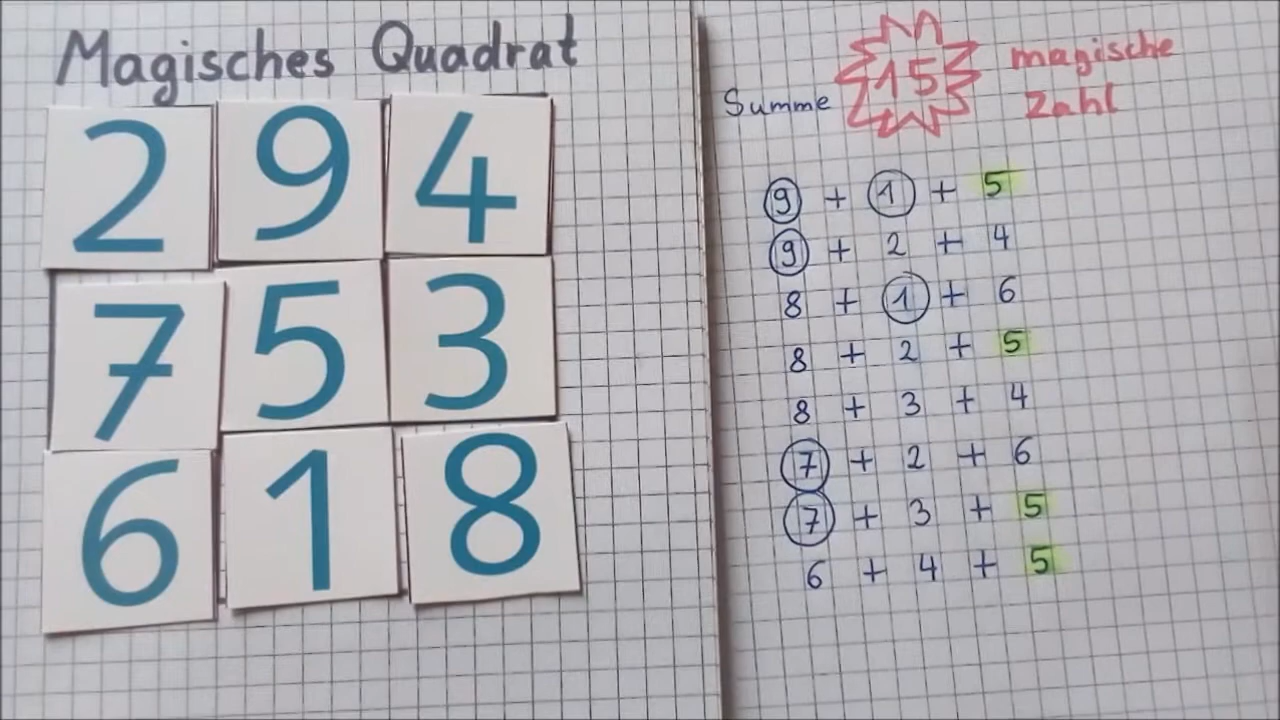 Magisches Quadrat
2 9 4
7 5 3
6 1 8
Summe 15 magische
Zahl
9 + 1 + 5
9 + 2 + 4
8 + 1 + 6
8 + 2 + 5
8 + 3 + 4
7 + 2 + 6
7 + 3 + 5
6 + 4 + 5